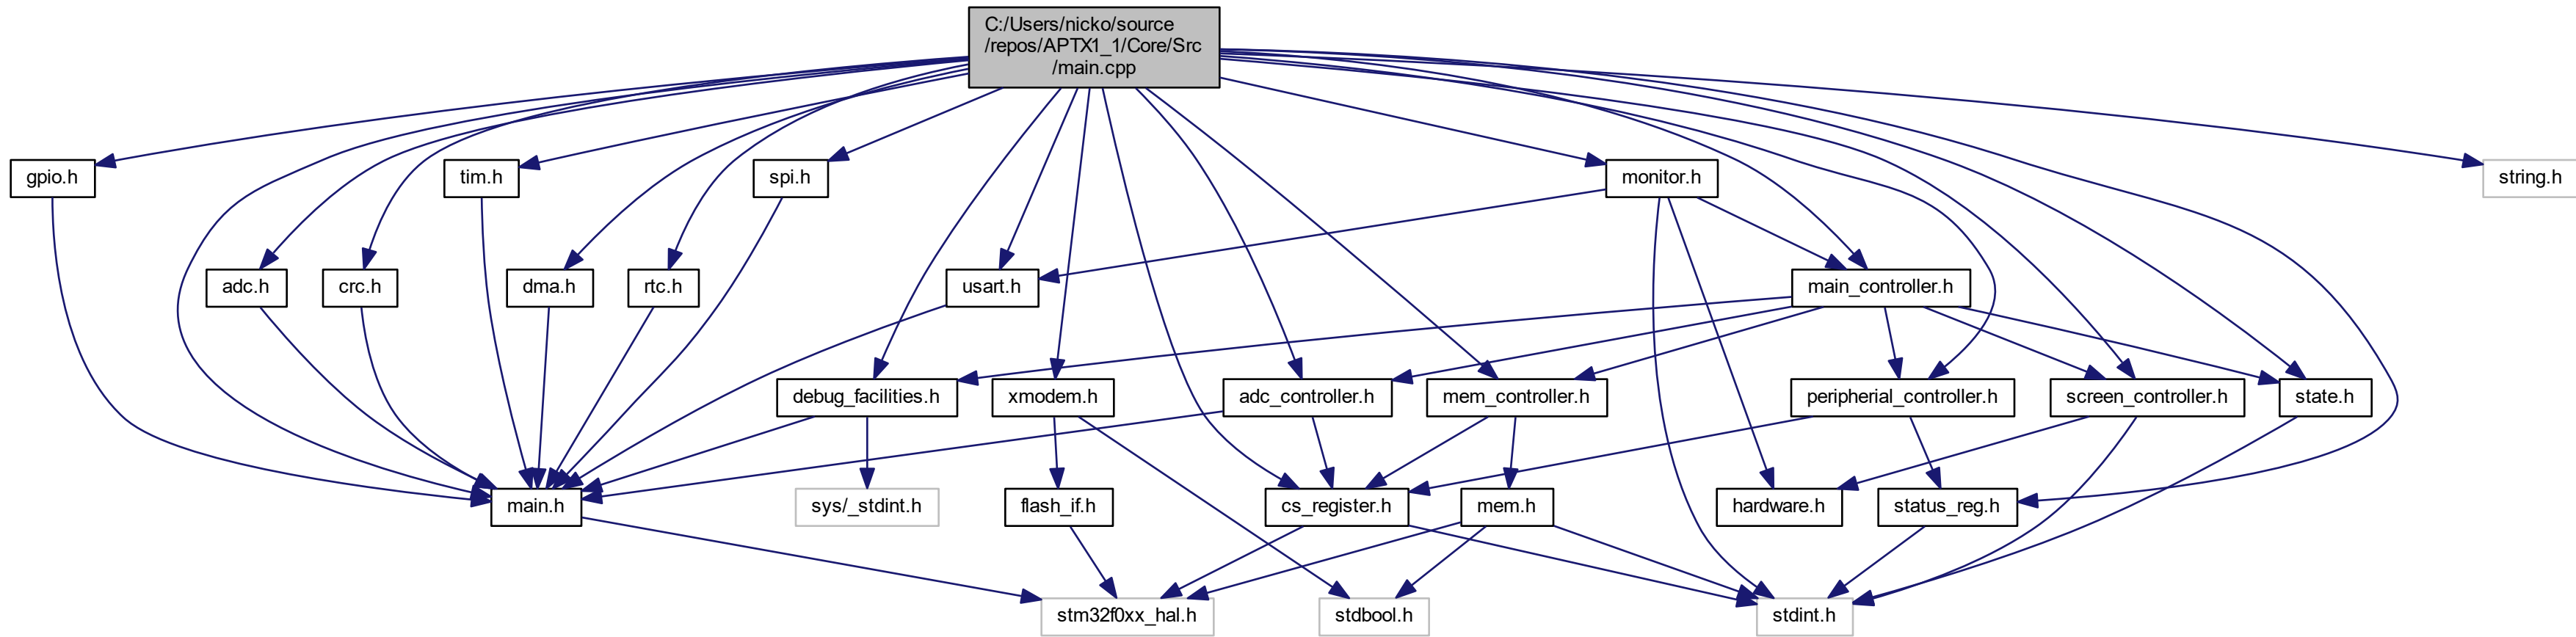 C:/Users/nicko/source
/repos/APTX1_1/Core/Src
/main.cpp
gpio.h
tim.h
spi.h
monitor.h
string.h
adc.h
crc.h
dma.h
rtc.h
usart.h
main_controller.h
debug_facilities.h
xmodem.h
adc_controller.h
mem_controller.h
peripherial_controller.h
screen_controller.h
state.h
main.h
sys/_stdint.h
flash_if.h
cs_register.h
mem.h
hardware.h
status_reg.h
stm32f0xx_hal.h
stdbool.h
stdint.h